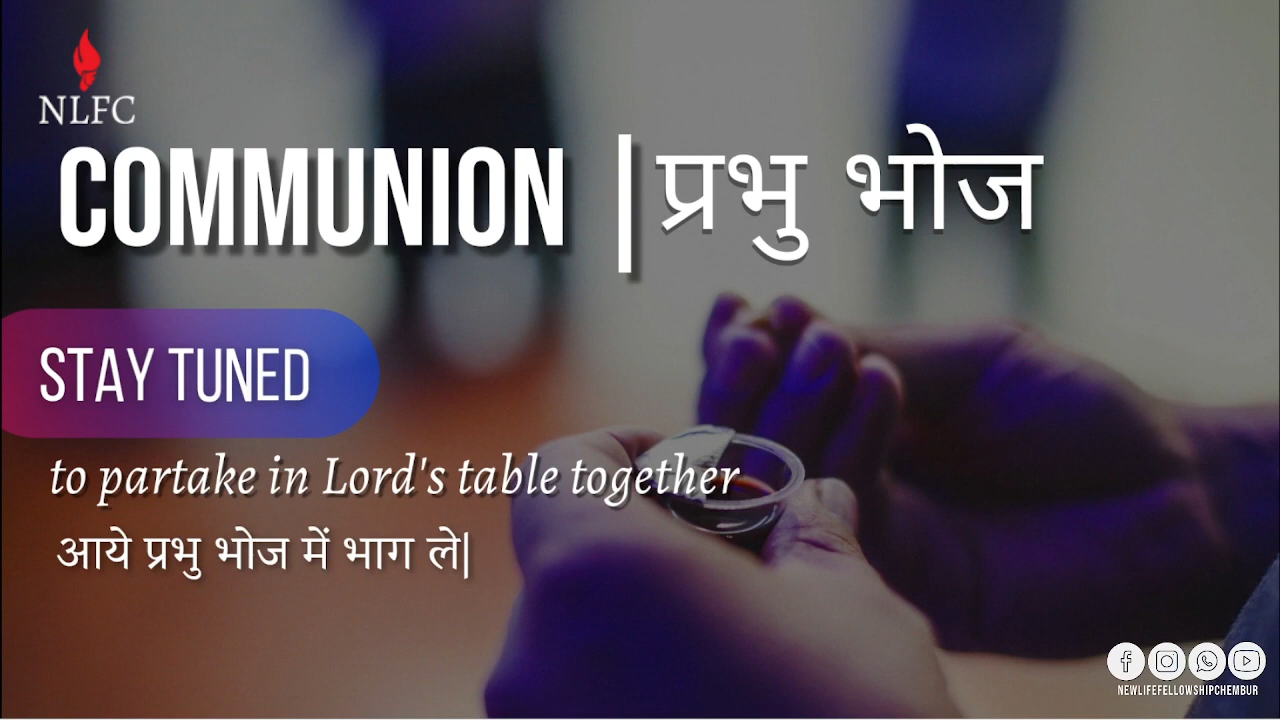 NLFC
COMMUNION | प्रभु भोज
STAY TUNED
to partake in Lord's table together
आये प्रभु भोज में भाग ले|
NEWLIFEFELLOWSHIPCHEMBUR